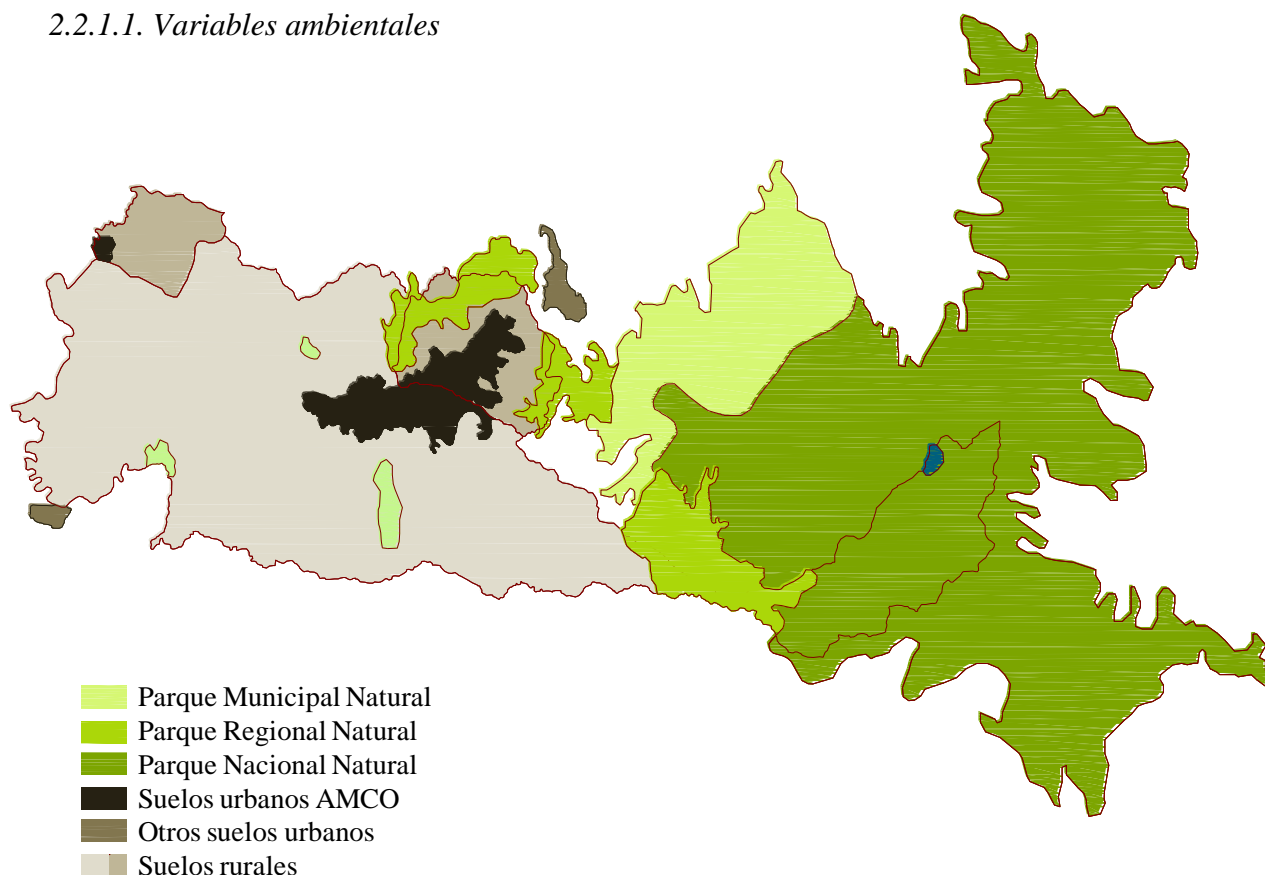 2.2.1.1. Variables ambientales
Parque Municipal Natural
Parque Regional Natural
Parque Nacional Natural
Suelos urbanos AMCO
Otros suelos urbanos
Suelos rurales